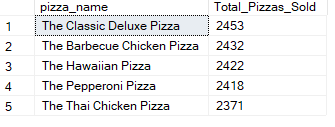 pizza_name Total_Pizzas_Sold
1 The Classic Deluxe Pizza 2453
2 The Barbecue Chicken Pizza 2432
3 The Hawaiian Pizza 2422
4 The Pepperoni Pizza 2418
5 The Thai Chicken Pizza 2371